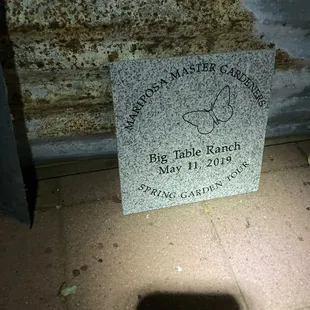 MARIPOSA MASTER GARDENERS
Big Table Ranch
May 11, 2019
SPRING GARDEN TOUR